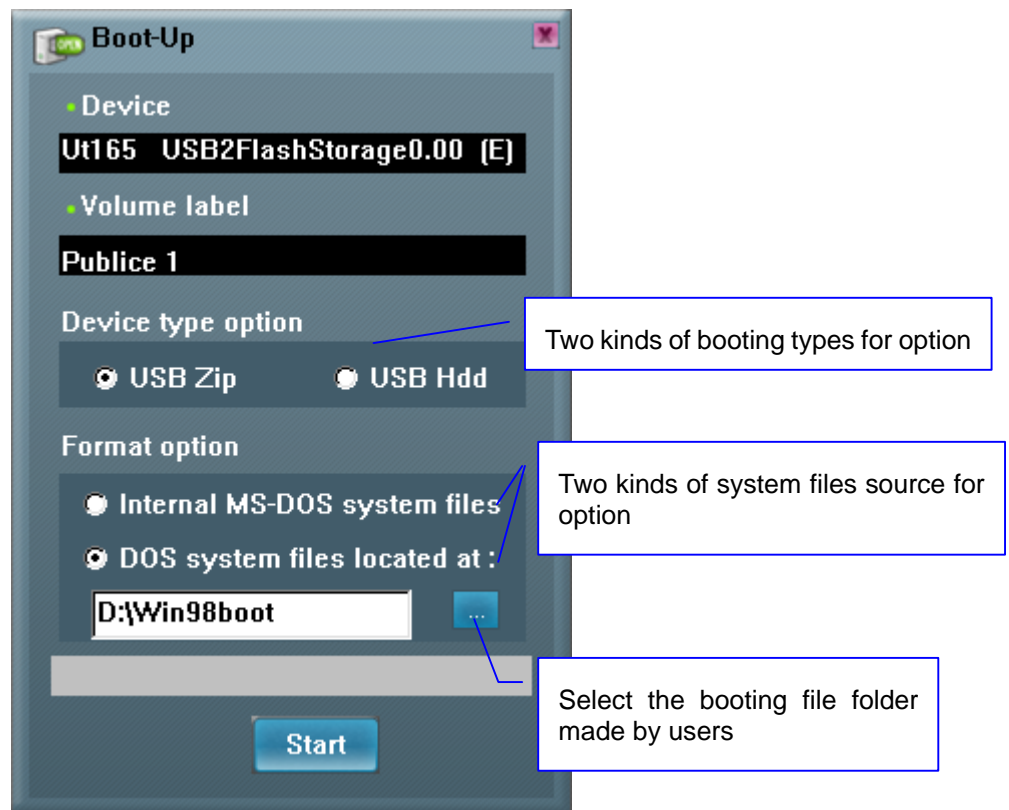 Boot-Up
Device
Ut165 USB2FlashStorage0.00 (E)
Volume label
Publice 1
Device type option
Two kinds of booting types for option
USB Zip USB Hdd
Format option
Internal MS-DOS system files
Two kinds of system files source for
option
DOS system files located at :
D:\Win98boot ...
Select the booting file folder
made by users
Start